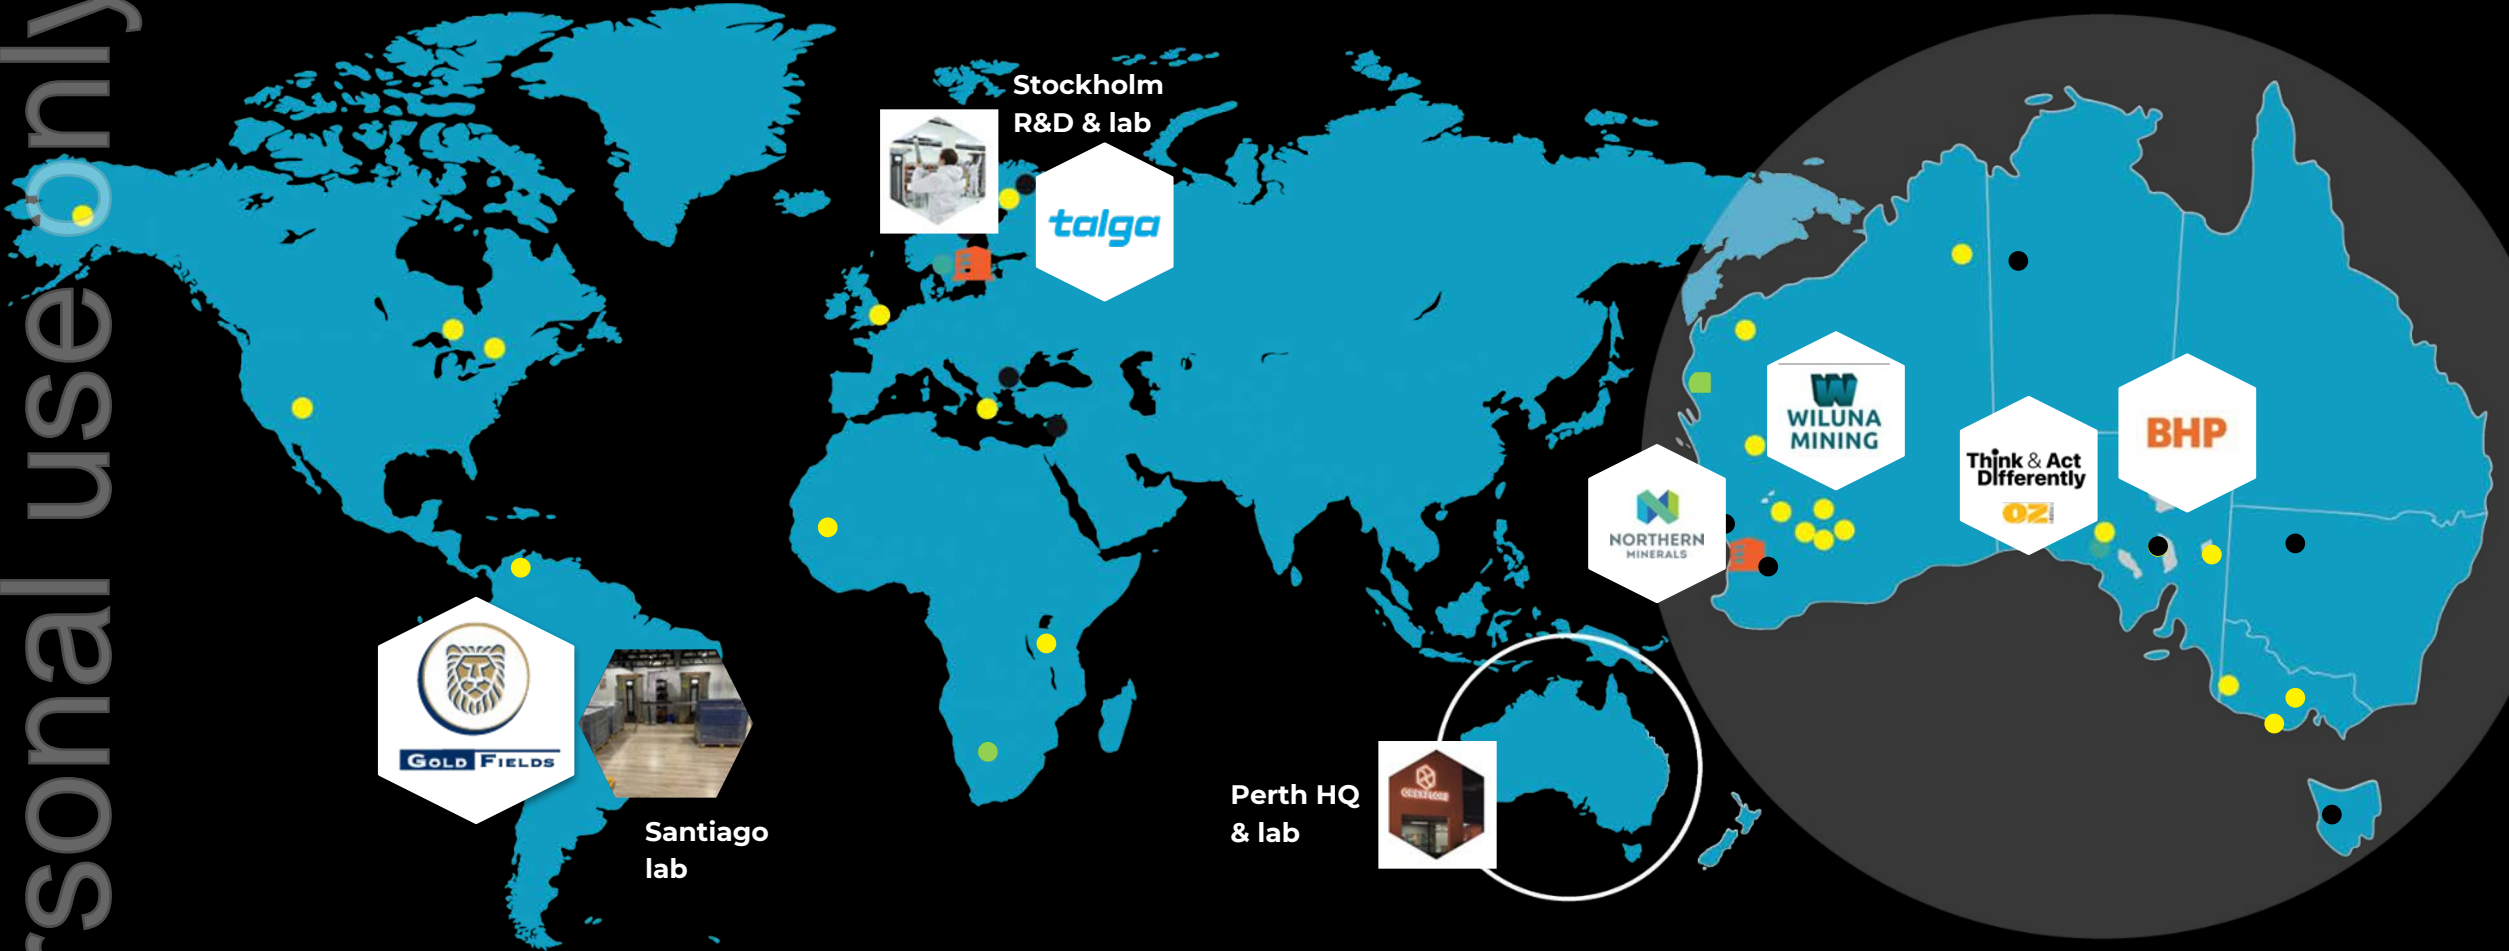 rsonal use only
Stockholm
R&D & lab
talga
W
WILUNA
MINING
BHP
Think & Act
Differently
OZ
NORTHERN
MINERALS
GOLD FIELDS
Santiago
lab
Perth HQ
& lab